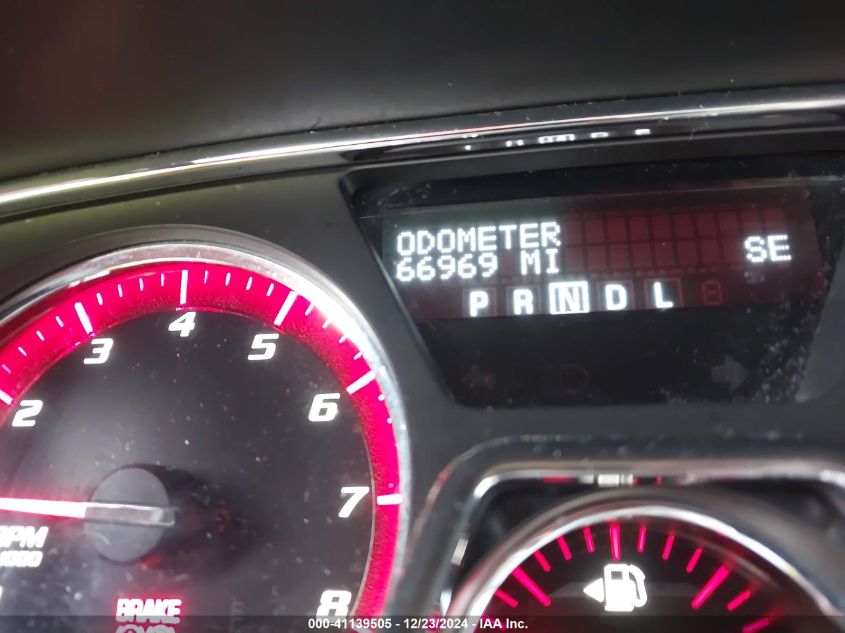 ODOMETER
66969 MI
SE
P R N D L
2 3 4 5 6 7 8
RPM
BRAKE
000-41139505 - 12/23/2024 - IAA Inc.